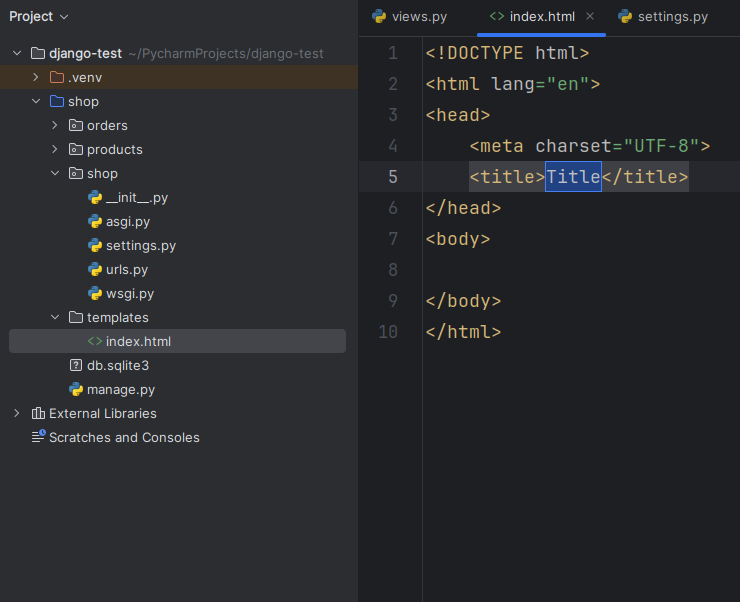 Project
django-test ~/PycharmProjects/django-test
.venv
shop
orders
products
shop
__init__.py
asgi.py
settings.py
urls.py
wsgi.py
templates
<> index.html
db.sqlite3
manage.py
External Libraries
Scratches and Consoles
views.py <> index.html × settings.py
1 <!DOCTYPE html>
2 <html lang="en">
3 <head>
4     <meta charset="UTF-8">
5     <title>Title</title>
6 </head>
7 <body>
8
9 </body>
10 </html>